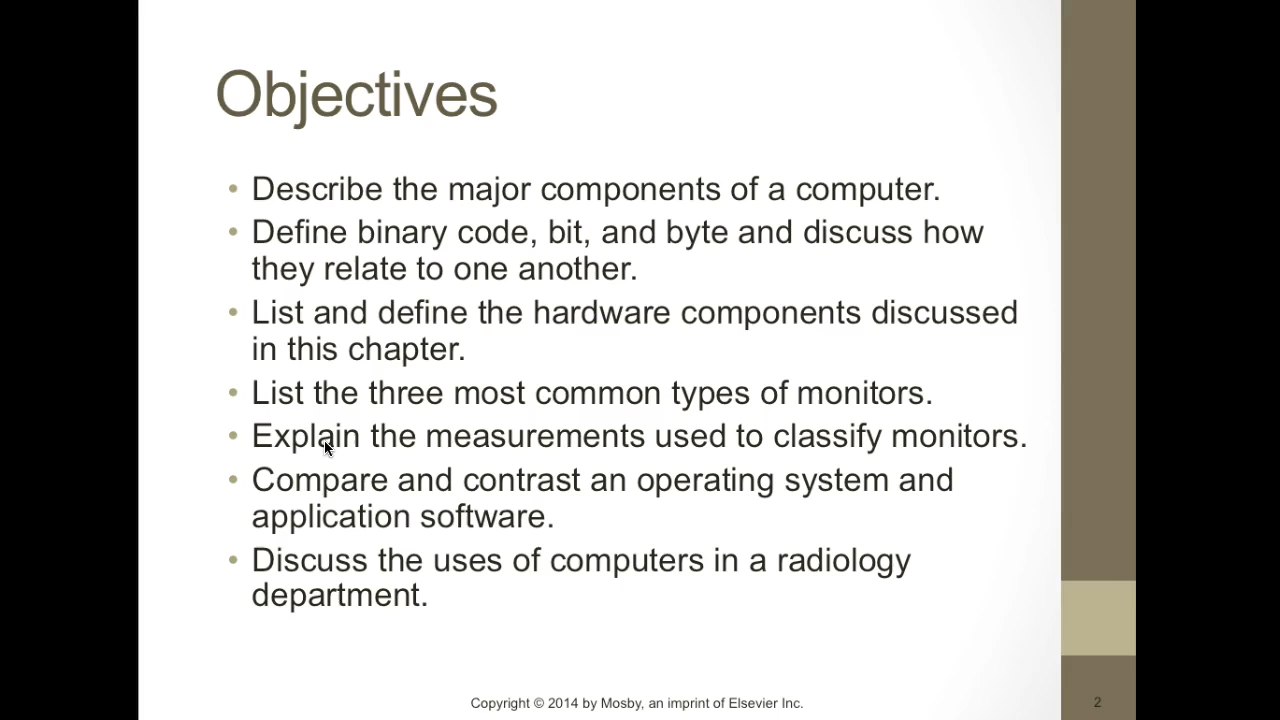 Objectives
• Describe the major components of a computer.
• Define binary code, bit, and byte and discuss how
they relate to one another.
• List and define the hardware components discussed
in this chapter.
• List the three most common types of monitors.
• Explain the measurements used to classify monitors.
• Compare and contrast an operating system and
application software.
• Discuss the uses of computers in a radiology
department.
Copyright © 2014 by Mosby, an imprint of Elsevier Inc.
2